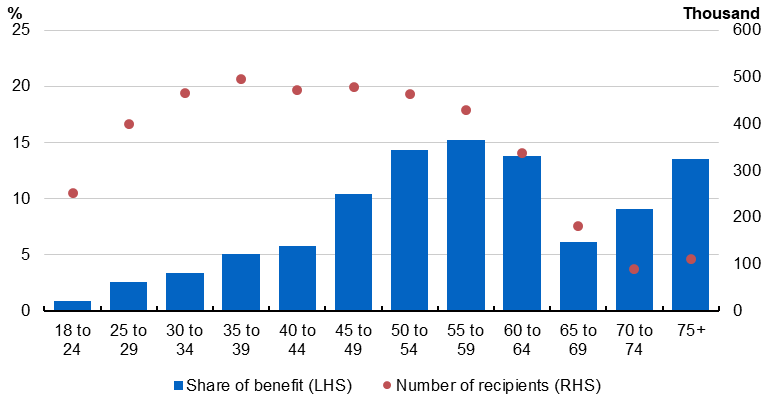 % Thousand
25 600
20 500
400
15
300
10
200
5
100
0 0
18 to 25 to 30 to 35 to 40 to 45 to 50 to 55 to 60 to 65 to 70 to 75+
24 29 34 39 44 49 54 59 64 69 74
Share of benefit (LHS) Number of recipients (RHS)